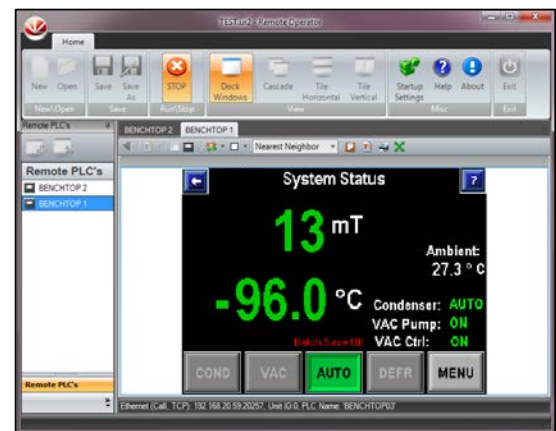 TEST.ur2 - Remote Operator
Home
New Open Save Save As STOP Dock Windows Cascade Tile Horizontal Tile Vertical Startup Settings Help About Exit
New\Open Save Run\Stop View Misc Exit
Remote PLC's
BENCHTOP 2 BENCHTOP 1
Nearest Neighbor
Remote PLC's
BENCHTOP 2
BENCHTOP 1
System Status ?
13 mT
Ambient:
27.3 ° C
-96.0 °C
Condenser: AUTO
VAC Pump: ON
Batch Save Off VAC Ctrl: ON
COND VAC AUTO DEFR MENU
Remote PLC's
Ethernet (Call, TCP): 192.168.20.59:20257, Unit ID 0, PLC Name: 'BENCHTOP03'